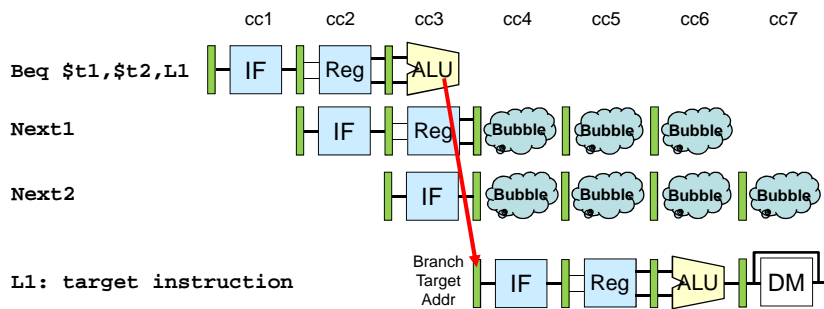 cc1 cc2 cc3 cc4 cc5 cc6 cc7
Beq $t1,$t2,L1 IF Reg ALU
Next1 IF Reg Bubble Bubble Bubble
Next2 IF Bubble Bubble Bubble Bubble
L1: target instruction Branch Target Addr IF Reg ALU DM